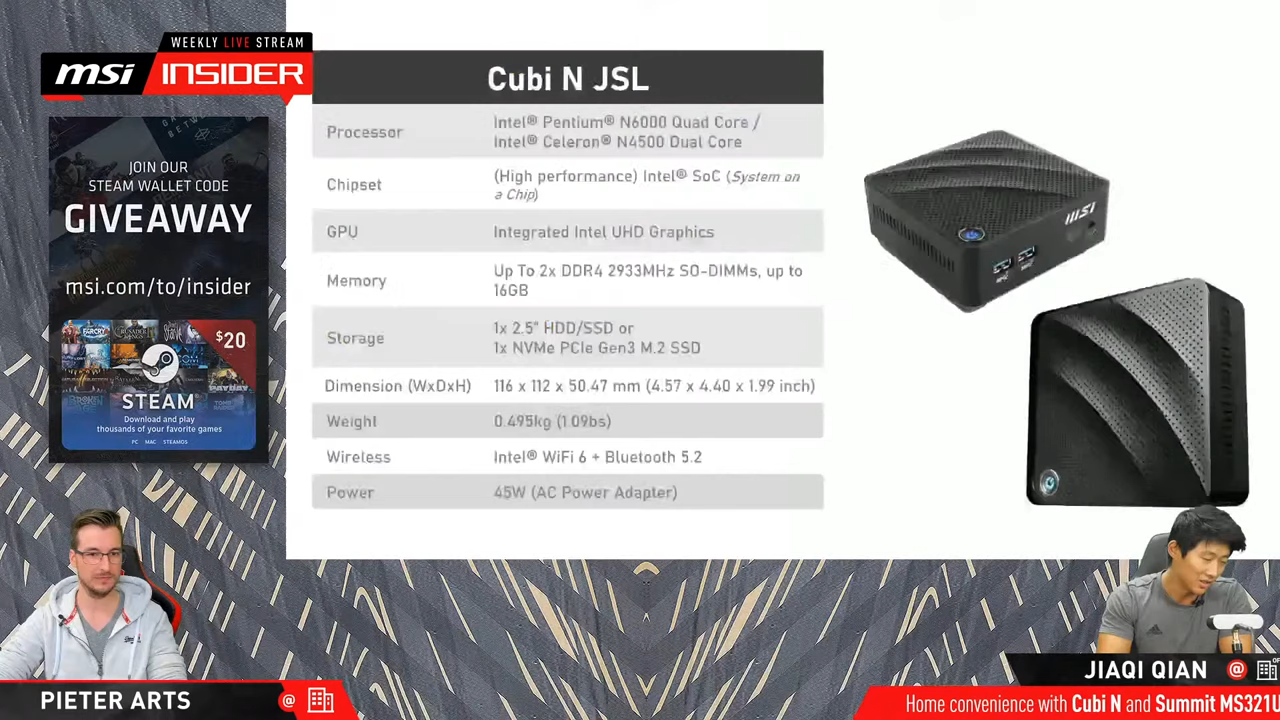 WEEKLY LIVE STREAM
msi INSIDER
JOIN OUR
STEAM WALLET CODE
GIVEAWAY
msi.com/to/insider
$20
STEAM
Download and play
thousands of your favorite games
PC MAC STEAMOS
FARCRY
PAYDAY
Cubi N JSL
Processor
Intel® Pentium® N6000 Quad Core /
Intel® Celeron® N4500 Dual Core
Chipset
(High performance) Intel® SoC (System on
a Chip)
GPU
Integrated Intel UHD Graphics
Memory
Up To 2x DDR4 2933MHz SO-DIMMs, up to
16GB
Storage
1x 2.5" HDD/SSD or
1x NVMe PCIe Gen3 M.2 SSD
Dimension (WxDxH)
116 x 112 x 50.47 mm (4.57 x 4.40 x 1.99 inch)
Weight
0.495kg (1.09bs)
Wireless
Intel® WiFi 6 + Bluetooth 5.2
Power
45W (AC Power Adapter)
msi
PIETER ARTS @
JIAQI QIAN @
Home convenience with Cubi N and Summit MS321U